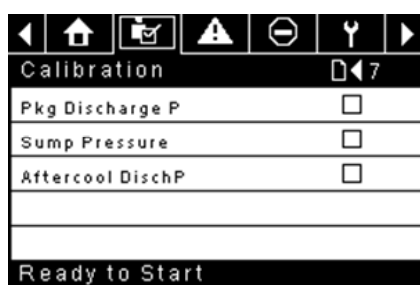 Calibration 7
Pkg Discharge P
Sump Pressure
Aftercool DischP
Ready to Start